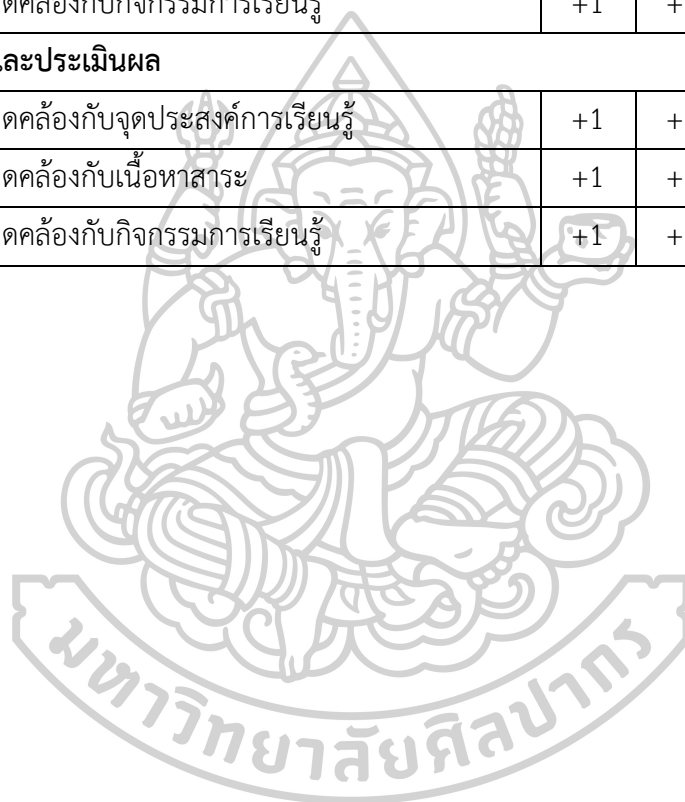 ดคล้องกับกิจกรรมการเรียนรู้ +1 +
ละประเมินผล
ดคล้องกับจุดประสงค์การเรียนรู้ +1 +
ดคล้องกับเนื้อหาสาระ +1 +
ดคล้องกับกิจกรรมการเรียนรู้ +1 +
มหาวิทยาลัยศิลปากร